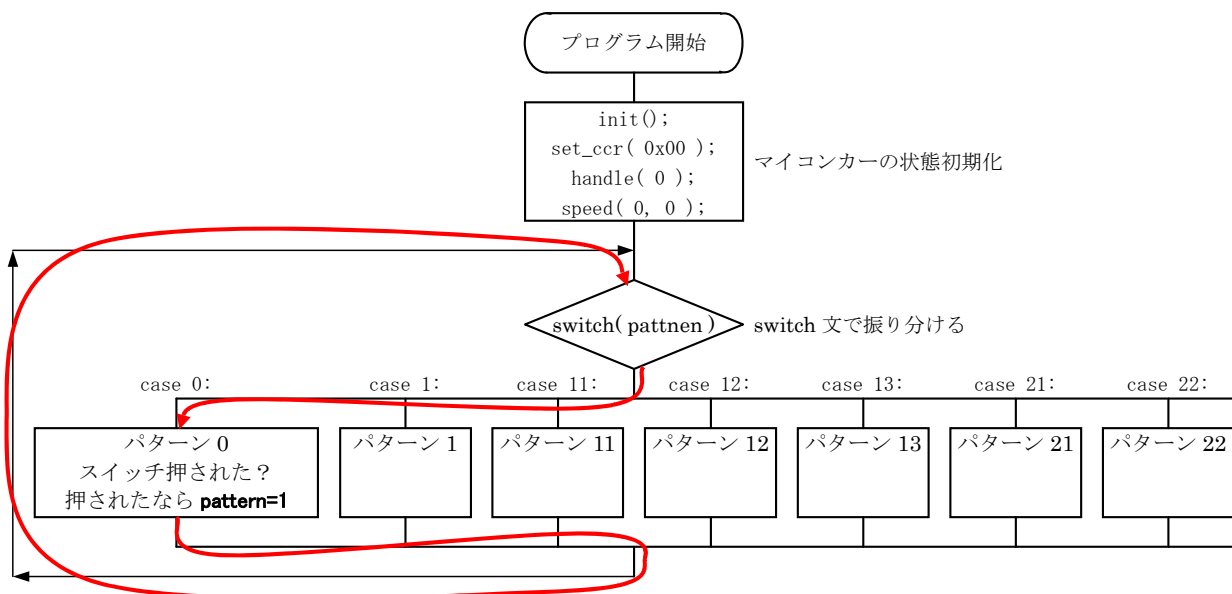 プログラム開始
init();
set_ccr( 0x00 );
handle( 0 );
speed( 0, 0 );
マイコンカーの状態初期化
switch( pattnen )
switch 文で振り分ける
case 0:
case 1:
case 11:
case 12:
case 13:
case 21:
case 22:
パターン 0
スイッチ押された？
押されたなら pattern=1
パターン 1
パターン 11
パターン 12
パターン 13
パターン 21
パターン 22